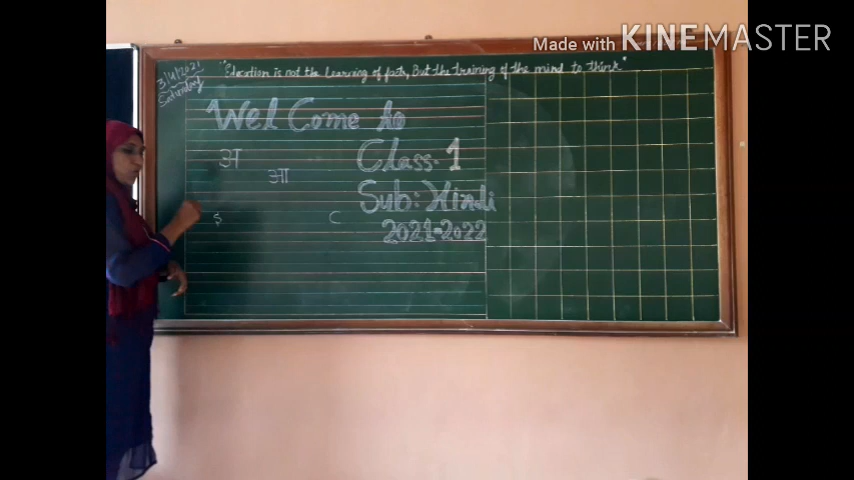 Made with KINEMASTER
"Education is not the learning of facts, But the training of the mind to think"
3/4/2021
Saturday
Wel Come to
अ
Class-1
आ
Sub: Hindi
S C
2021-2022